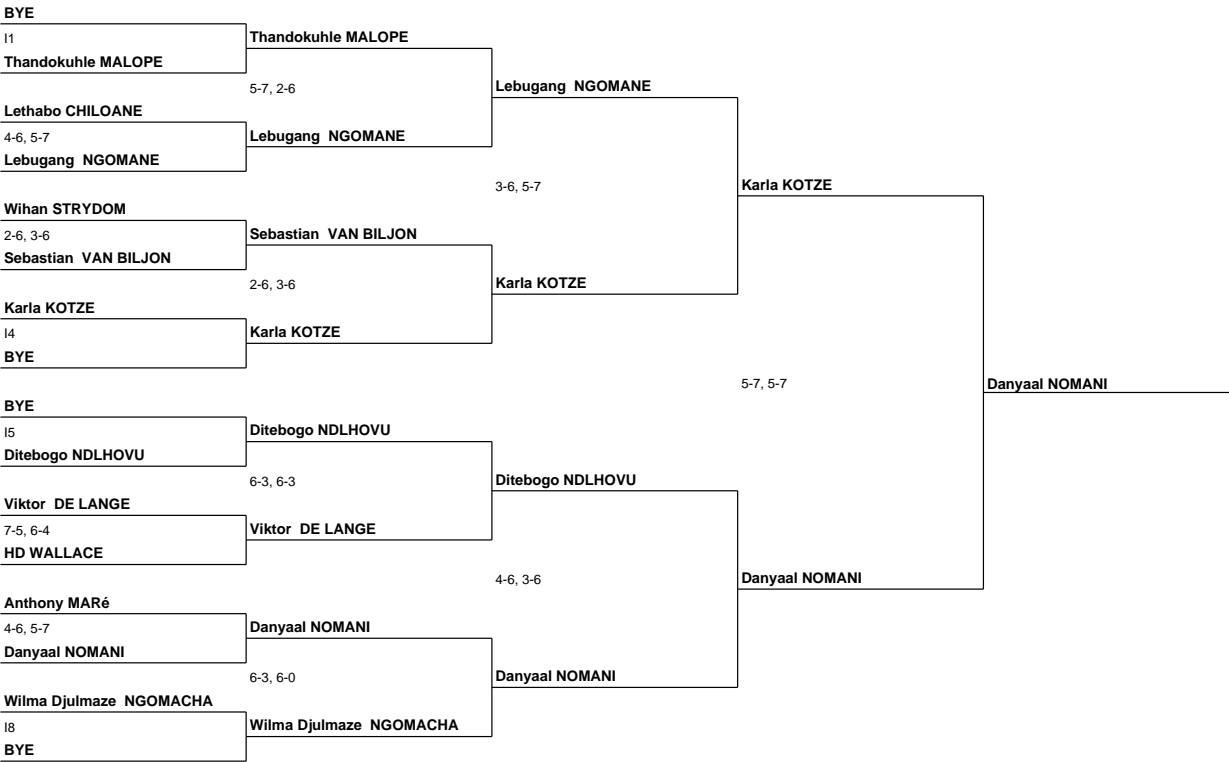 BYE
I1
Thandokuhle MALOPE
Lethabo CHILOANE
4-6, 5-7
Lebugang NGOMANE
Wihan STRYDOM
2-6, 3-6
Sebastian VAN BILJON
Karla KOTZE
I4
BYE
BYE
I5
Ditebogo NDLHOVU
Viktor DE LANGE
7-5, 6-4
HD WALLACE
Anthony MARé
4-6, 5-7
Danyaal NOMANI
Wilma Djulmaze NGOMACHA
I8
BYE
Thandokuhle MALOPE
5-7, 2-6
Lebugang NGOMANE
Sebastian VAN BILJON
2-6, 3-6
Karla KOTZE
Ditebogo NDLHOVU
6-3, 6-3
Viktor DE LANGE
Danyaal NOMANI
6-3, 6-0
Wilma Djulmaze NGOMACHA
Lebugang NGOMANE
3-6, 5-7
Karla KOTZE
Ditebogo NDLHOVU
4-6, 3-6
Danyaal NOMANI
Karla KOTZE
5-7, 5-7
Danyaal NOMANI
Danyaal NOMANI